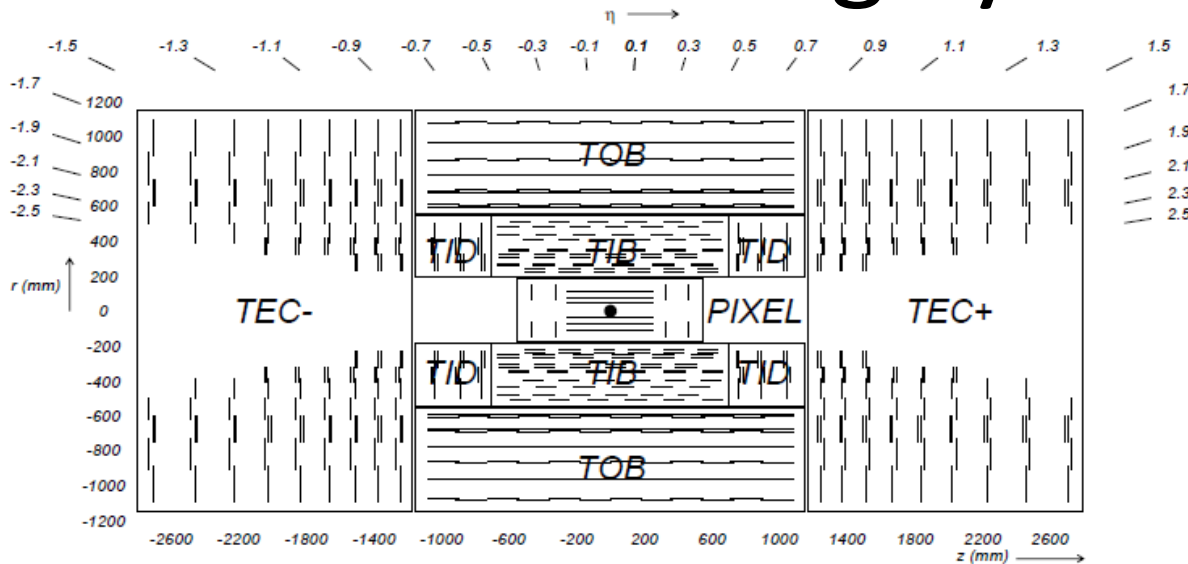 η
-1.5 -1.3 -1.1 -0.9 -0.7 -0.5 -0.3 -0.1 0.1 0.3 0.5 0.7 0.9 1.1 1.3 1.5
-1.7 1.7
1200
-1.9 1000 1.9
-2.1 800 2.1
-2.3 2.3
-2.5 600 2.5
TOB
400
TID TIB TID
200
r (mm) 0 TEC- PIXEL TEC+
-200
-400 TID TIB TID
-600
-800
TOB
-1000
-1200
-2600 -2200 -1800 -1400 -1000 -600 -200 200 600 1000 1400 1800 2200 2600
z (mm)